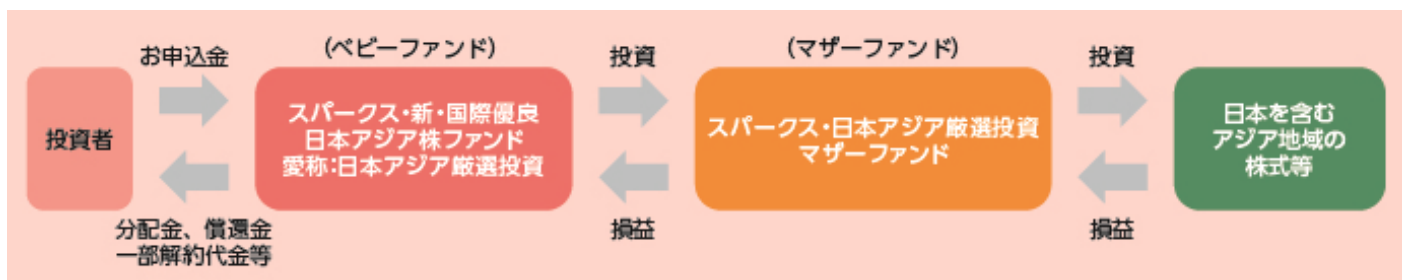 お申込金
(ベビーファンド)
投資
(マザーファンド)
投資
投資者
スパークス・新・国際優良
日本アジア株ファンド
愛称:日本アジア厳選投資
スパークス・日本アジア厳選投資
マザーファンド
日本を含む
アジア地域の
株式等
分配金、償還金
一部解約代金等
損益
損益